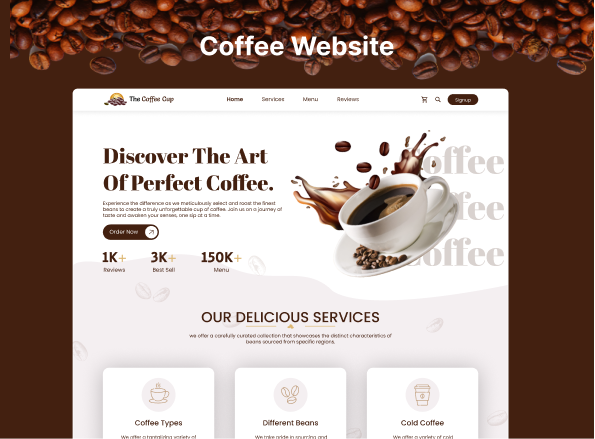 Coffee Website
The Coffee Cup
Home
Services
Menu
Reviews
Signup
Discover The Art
Of Perfect Coffee.
Experience the difference as we meticulously select and roast the finest
beans to create a truly unforgettable cup of coffee. Join us on a journey of
taste and awaken your senses, one sip at a time.
Order Now
1K+
3K+
150K+
Reviews
Best Sell
Menu
offee
offee
Coffee
OUR DELICIOUS SERVICES
we offer a carefully curated collection that showcases the distinct characteristics of
beans sourced from specific regions.
Coffee Types
Different Beans
Cold Coffee
We offer a tantalizing variety of
We take pride in sourcing and
We offer a variety of cold